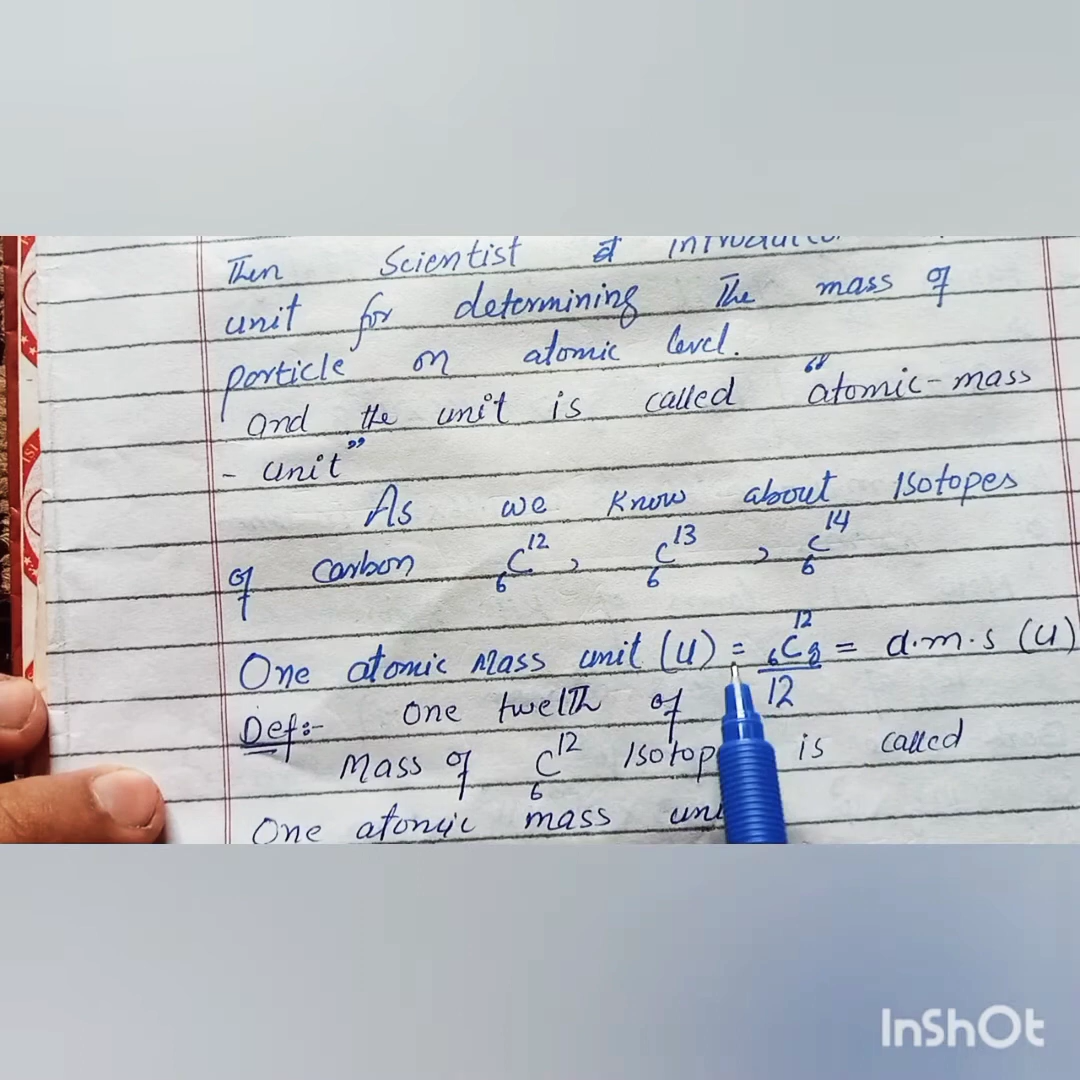 Then Scientist
unit for determining The mass of
particle on atomic level.
and the unit is called "atomic-mass
- unit"
As we Know about Isotopes
of Carbon ₆C¹², ₆C¹³, ₆C¹⁴
One atomic Mass unit (U) = ₆C₈¹²/12 = a.m.s (U)
Def:- One twelTh of
Mass of ₆C¹² Isotop is called
One atomic mass
InShOt